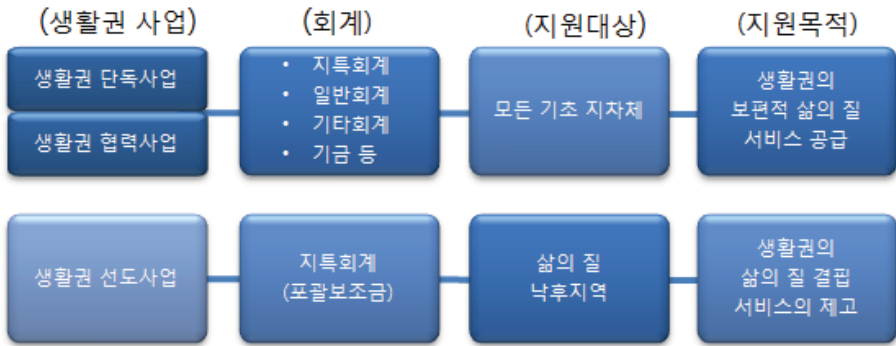 (생활권 사업) (회계) (지원대상) (지원목적)
생활권 단독사업
생활권 협력사업
• 지특회계
• 일반회계
• 기타회계
• 기금 등
모든 기초 지차체
생활권의
보편적 삶의 질
서비스 공급
생활권 선도사업
지특회계
(포괄보조금)
삶의 질
낙후지역
생활권의
삶의 질 결핍
서비스의 제고